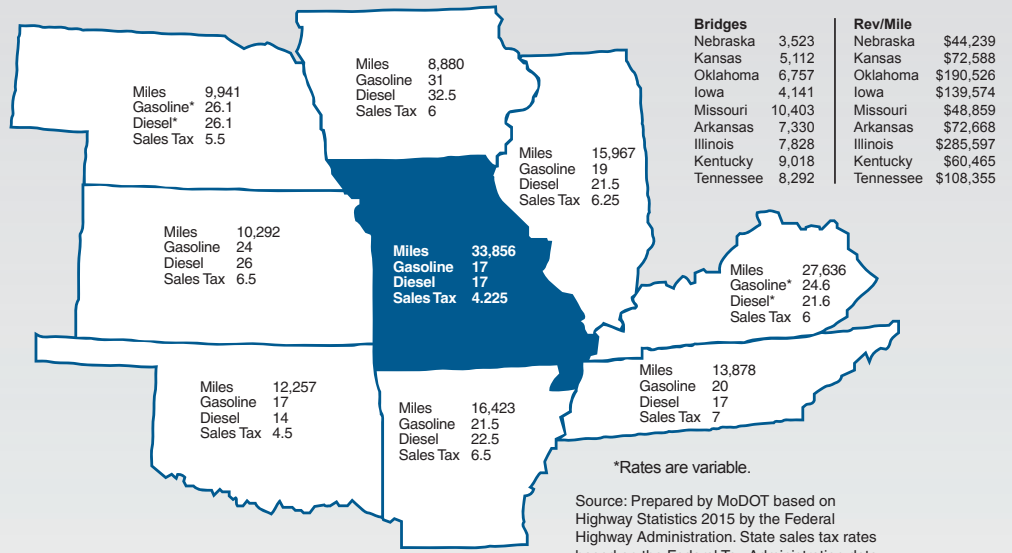 Bridges
Nebraska 3,523
Kansas 5,112
Oklahoma 6,757
Iowa 4,141
Missouri 10,403
Arkansas 7,330
Illinois 7,828
Kentucky 9,018
Tennessee 8,292
Rev/Mile
Nebraska $44,239
Kansas $72,588
Oklahoma $190,526
Iowa $139,574
Missouri $48,859
Arkansas $72,668
Illinois $285,597
Kentucky $60,465
Tennessee $108,355
Miles 9,941
Gasoline* 26.1
Diesel* 26.1
Sales Tax 5.5
Miles 8,880
Gasoline 31
Diesel 32.5
Sales Tax 6
Miles 15,967
Gasoline 19
Diesel 21.5
Sales Tax 6.25
Miles 10,292
Gasoline 24
Diesel 26
Sales Tax 6.5
Miles 33,856
Gasoline 17
Diesel 17
Sales Tax 4.225
Miles 27,636
Gasoline* 24.6
Diesel* 21.6
Sales Tax 6
Miles 12,257
Gasoline 17
Diesel 14
Sales Tax 4.5
Miles 16,423
Gasoline 21.5
Diesel 22.5
Sales Tax 6.5
Miles 13,878
Gasoline 20
Diesel 17
Sales Tax 7
*Rates are variable.
Source: Prepared by MoDOT based on
Highway Statistics 2015 by the Federal
Highway Administration. State sales tax rates